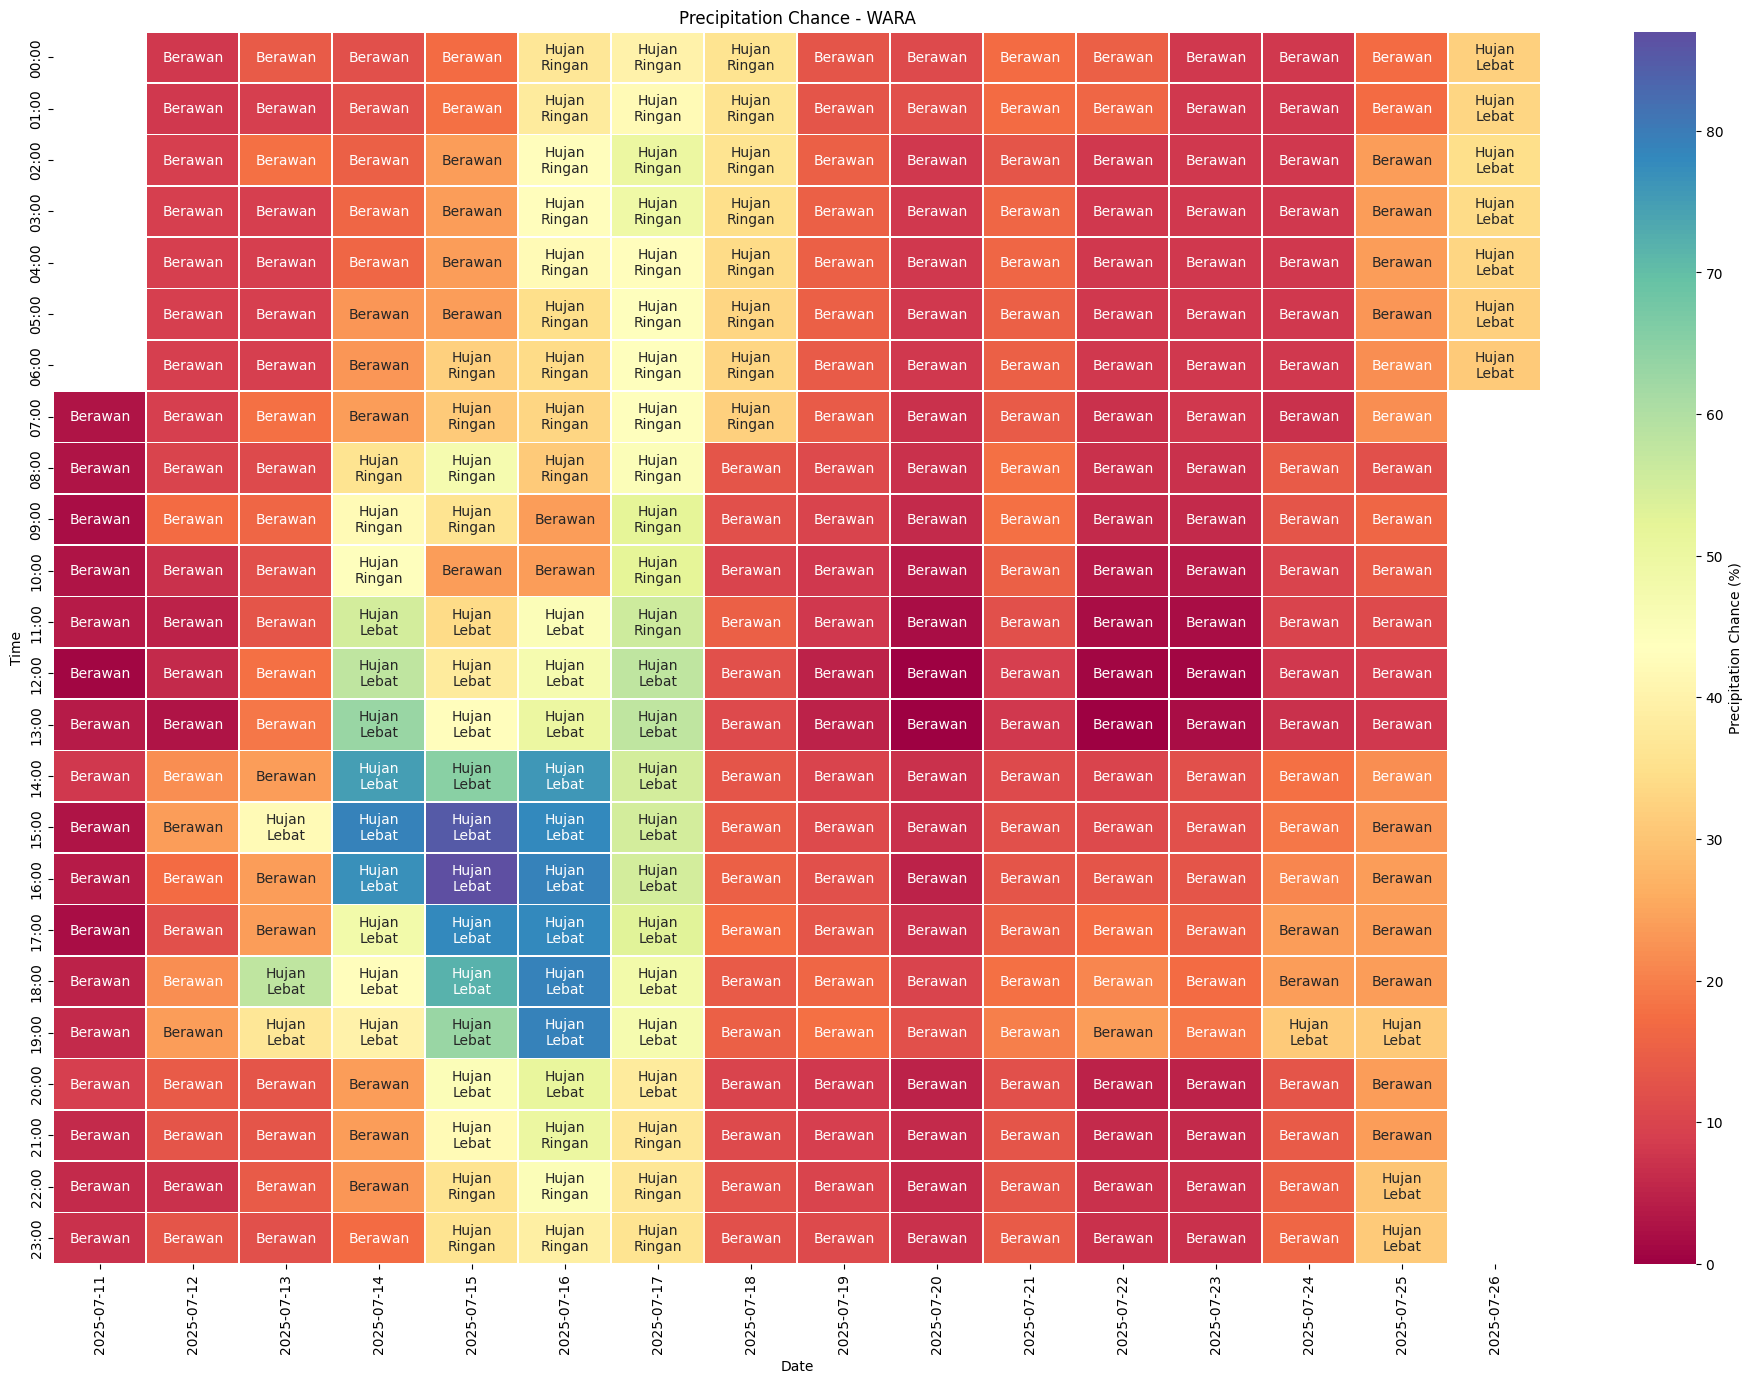 Precipitation Chance - WARA
00:00 Berawan Berawan Berawan Berawan Hujan Ringan Hujan Ringan Hujan Ringan Berawan Berawan Berawan Berawan Berawan Berawan Berawan Hujan Lebat
01:00 Berawan Berawan Berawan Berawan Hujan Ringan Hujan Ringan Hujan Ringan Berawan Berawan Berawan Berawan Berawan Berawan Berawan Hujan Lebat
02:00 Berawan Berawan Berawan Berawan Hujan Ringan Hujan Ringan Hujan Ringan Berawan Berawan Berawan Berawan Berawan Berawan Berawan Hujan Lebat
03:00 Berawan Berawan Berawan Berawan Hujan Ringan Hujan Ringan Hujan Ringan Berawan Berawan Berawan Berawan Berawan Berawan Berawan Hujan Lebat
04:00 Berawan Berawan Berawan Berawan Hujan Ringan Hujan Ringan Hujan Ringan Berawan Berawan Berawan Berawan Berawan Berawan Berawan Hujan Lebat
05:00 Berawan Berawan Berawan Berawan Hujan Ringan Hujan Ringan Hujan Ringan Berawan Berawan Berawan Berawan Berawan Berawan Berawan Hujan Lebat
06:00 Berawan Berawan Berawan Hujan Ringan Hujan Ringan Hujan Ringan Hujan Ringan Berawan Berawan Berawan Berawan Berawan Berawan Berawan Hujan Lebat
07:00 Berawan Berawan Berawan Berawan Hujan Ringan Hujan Ringan Hujan Ringan Hujan Ringan Berawan Berawan Berawan Berawan Berawan Berawan Berawan
08:00 Berawan Berawan Berawan Hujan Ringan Hujan Ringan Hujan Ringan Hujan Ringan Berawan Berawan Berawan Berawan Berawan Berawan Berawan Berawan
09:00 Berawan Berawan Berawan Hujan Ringan Hujan Ringan Berawan Hujan Ringan Berawan Berawan Berawan Berawan Berawan Berawan Berawan Berawan
10:00 Berawan Berawan Berawan Hujan Ringan Berawan Berawan Hujan Ringan Berawan Berawan Berawan Berawan Berawan Berawan Berawan Berawan
11:00 Berawan Berawan Berawan Hujan Lebat Hujan Lebat Hujan Lebat Hujan Ringan Berawan Berawan Berawan Berawan Berawan Berawan Berawan Berawan
12:00 Berawan Berawan Berawan Hujan Lebat Hujan Lebat Hujan Lebat Hujan Lebat Berawan Berawan Berawan Berawan Berawan Berawan Berawan Berawan
13:00 Berawan Berawan Berawan Hujan Lebat Hujan Lebat Hujan Lebat Hujan Lebat Berawan Berawan Berawan Berawan Berawan Berawan Berawan Berawan
14:00 Berawan Berawan Berawan Hujan Lebat Hujan Lebat Hujan Lebat Hujan Lebat Berawan Berawan Berawan Berawan Berawan Berawan Berawan Berawan
15:00 Berawan Berawan Hujan Lebat Hujan Lebat Hujan Lebat Hujan Lebat Hujan Lebat Berawan Berawan Berawan Berawan Berawan Berawan Berawan Berawan
16:00 Berawan Berawan Berawan Hujan Lebat Hujan Lebat Hujan Lebat Hujan Lebat Berawan Berawan Berawan Berawan Berawan Berawan Berawan Berawan
17:00 Berawan Berawan Berawan Hujan Lebat Hujan Lebat Hujan Lebat Hujan Lebat Berawan Berawan Berawan Berawan Berawan Berawan Berawan Berawan
18:00 Berawan Berawan Hujan Lebat Hujan Lebat Hujan Lebat Hujan Lebat Hujan Lebat Berawan Berawan Berawan Berawan Berawan Berawan Berawan Berawan
19:00 Berawan Berawan Hujan Lebat Hujan Lebat Hujan Lebat Hujan Lebat Hujan Lebat Berawan Berawan Berawan Berawan Berawan Berawan Hujan Lebat Hujan Lebat
20:00 Berawan Berawan Berawan Berawan Hujan Lebat Hujan Lebat Hujan Lebat Berawan Berawan Berawan Berawan Berawan Berawan Berawan Berawan
21:00 Berawan Berawan Berawan Berawan Hujan Lebat Hujan Ringan Hujan Ringan Berawan Berawan Berawan Berawan Berawan Berawan Berawan Berawan
22:00 Berawan Berawan Berawan Berawan Hujan Ringan Hujan Ringan Hujan Ringan Berawan Berawan Berawan Berawan Berawan Berawan Berawan Hujan Lebat
23:00 Berawan Berawan Berawan Berawan Hujan Ringan Hujan Ringan Hujan Ringan Berawan Berawan Berawan Berawan Berawan Berawan Berawan Hujan Lebat
Time
2025-07-11 2025-07-12 2025-07-13 2025-07-14 2025-07-15 2025-07-16 2025-07-17 2025-07-18 2025-07-19 2025-07-20 2025-07-21 2025-07-22 2025-07-23 2025-07-24 2025-07-25 2025-07-26
Date
80
70
60
50
40
30
20
10
0
Precipitation Chance (%)